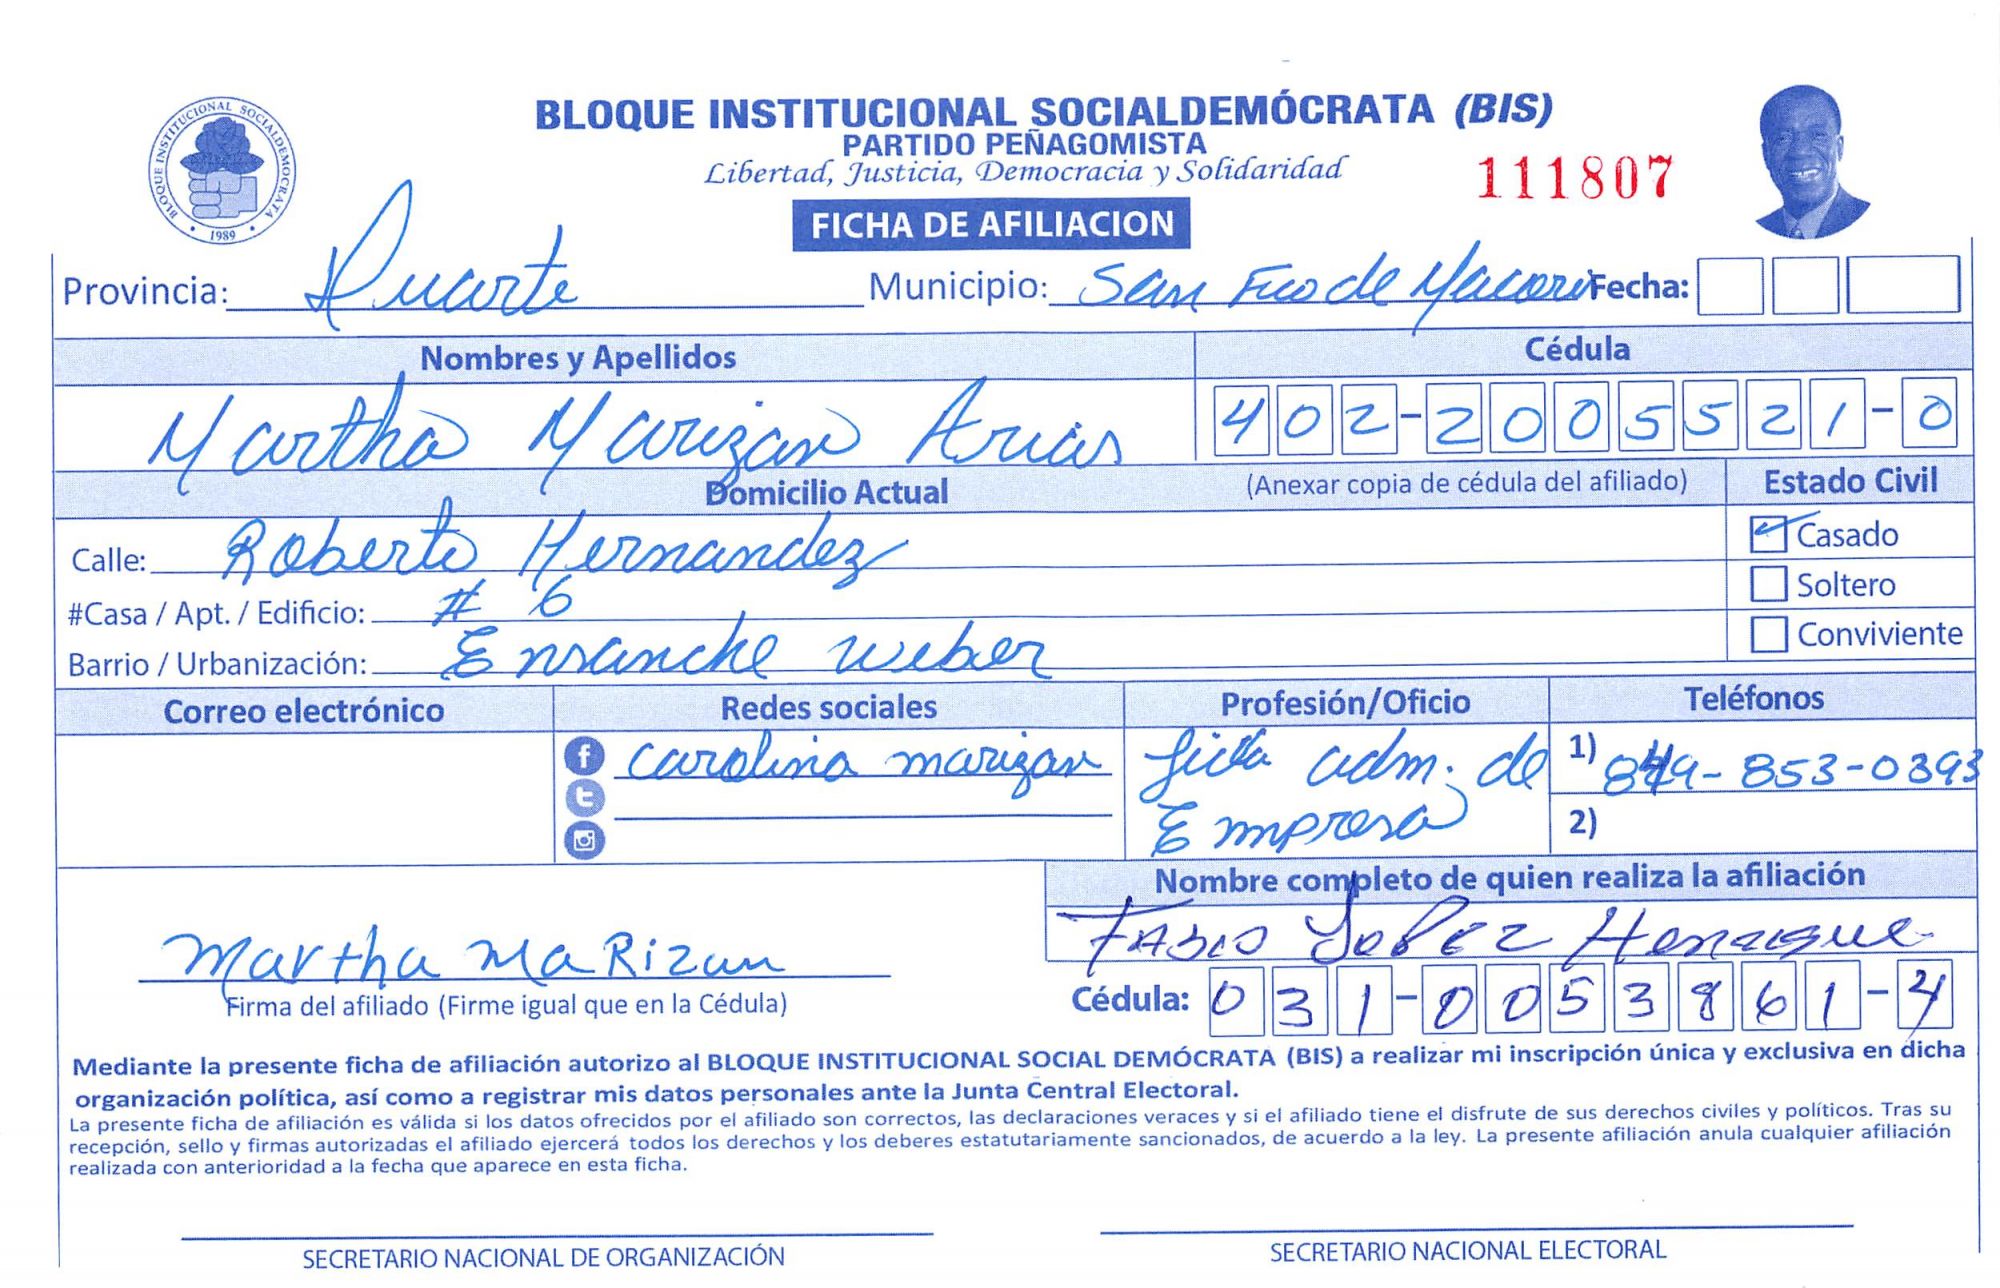 BLOQUE INSTITUCIONAL SOCIALDEMOCRATA
1989
BLOQUE INSTITUCIONAL SOCIALDEMÓCRATA (BIS)
PARTIDO PEÑAGOMISTA
Libertad, Justicia, Democracia y Solidaridad
111807
FICHA DE AFILIACION
Provincia: Duarte Municipio: San Fco de Macoris Fecha:
Nombres y Apellidos Cédula
Martha Marizan Arias 402-2005521-0
Domicilio Actual (Anexar copia de cédula del afiliado) Estado Civil
Calle: Roberto Hernandez Casado
#Casa / Apt. / Edificio: # 6 Soltero
Barrio / Urbanización: Ensanche weber Conviviente
Correo electrónico Redes sociales Profesión/Oficio Teléfonos
carolina marizan Licda adm. de 1) 849-853-0393
Empresa 2)
Nombre completo de quien realiza la afiliación
Fabio Lopez Henrique
Martha MaRizan
Firma del afiliado (Firme igual que en la Cédula) Cédula: 031-0053861-4
Mediante la presente ficha de afiliación autorizo al BLOQUE INSTITUCIONAL SOCIAL DEMÓCRATA (BIS) a realizar mi inscripción única y exclusiva en dicha
organización política, así como a registrar mis datos personales ante la Junta Central Electoral.
La presente ficha de afiliación es válida si los datos ofrecidos por el afiliado son correctos, las declaraciones veraces y si el afiliado tiene el disfrute de sus derechos civiles y políticos. Tras su
recepción, sello y firmas autorizadas el afiliado ejercerá todos los derechos y los deberes estatutariamente sancionados, de acuerdo a la ley. La presente afiliación anula cualquier afiliación
realizada con anterioridad a la fecha que aparece en esta ficha.
SECRETARIO NACIONAL DE ORGANIZACIÓN SECRETARIO NACIONAL ELECTORAL